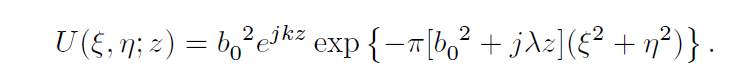 U(ξ, η; z) = b₀²e^{jkz} exp {−π[b₀² + jλz](ξ² + η²)} .